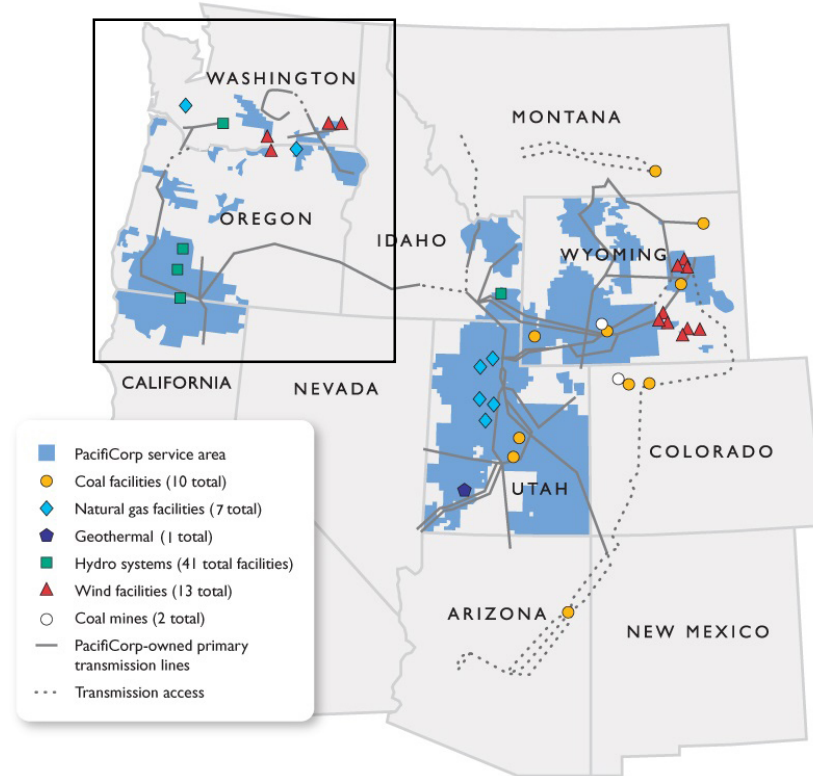 WASHINGTON
MONTANA
OREGON
IDAHO
WYOMING
CALIFORNIA
NEVADA
UTAH
COLORADO
ARIZONA
NEW MEXICO
PacifiCorp service area
Coal facilities (10 total)
Natural gas facilities (7 total)
Geothermal (1 total)
Hydro systems (41 total facilities)
Wind facilities (13 total)
Coal mines (2 total)
PacifiCorp-owned primary
transmission lines
Transmission access